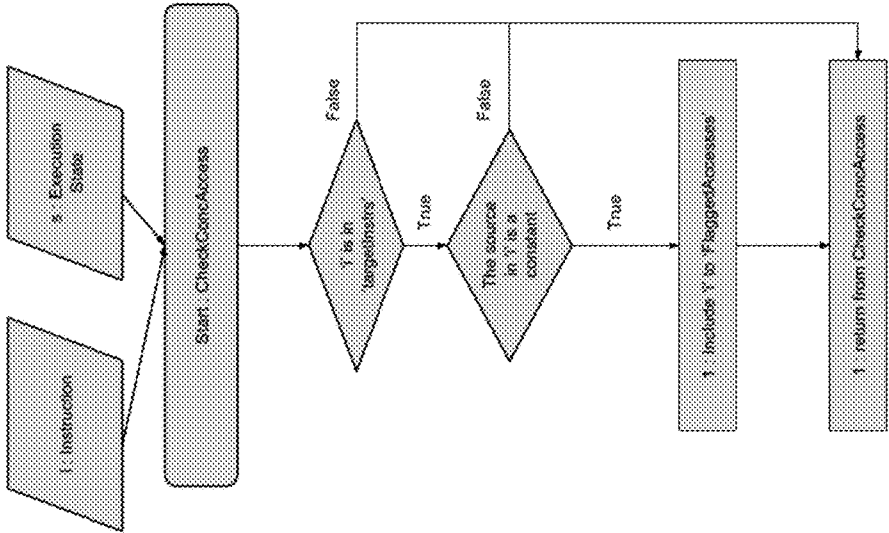 I : Instruction
s : Execution
State
Start : CheckConcAccess
'I' is in
'targetInstrs'
False
True
The source
in 'I' is a
constant
False
True
1 : Include 'I' to 'FlaggedAccesses'
1 : return from CheckConcAccess